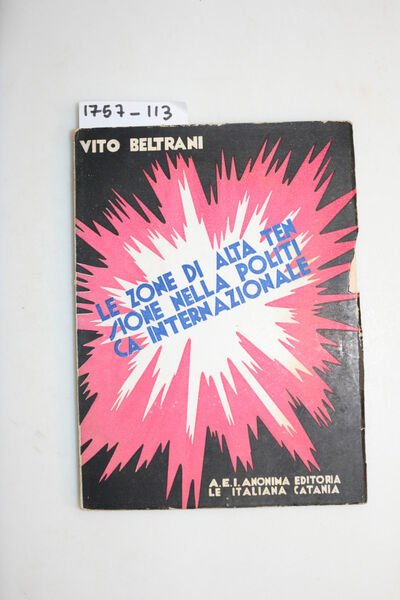 1757-113
VITO BELTRANI
LE ZONE DI ALTA TEN
SIONE NELLA POLITI
CA INTERNAZIONALE
A.E.I. ANONIMA EDITORIA
LE ITALIANA CATANIA